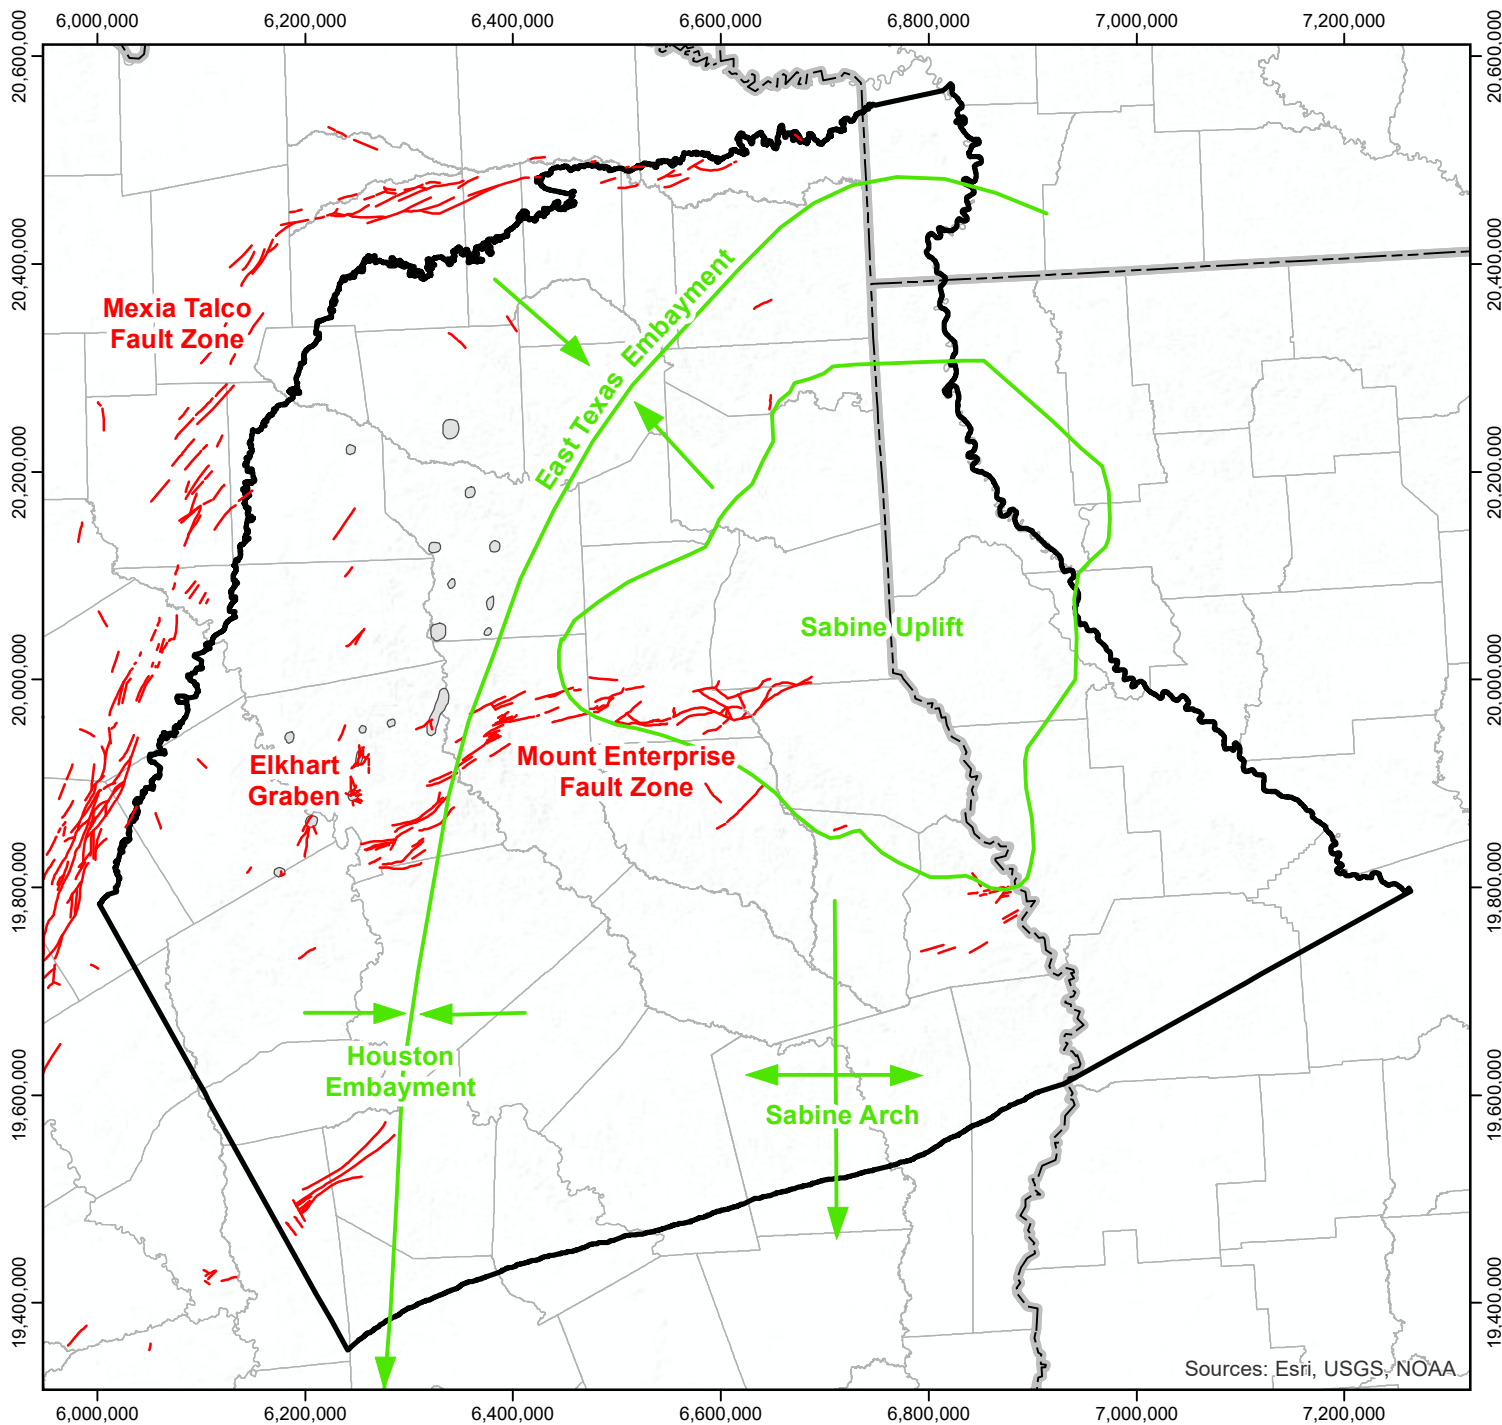 6,000,000
6,200,000
6,400,000
6,600,000
6,800,000
7,000,000
7,200,000
20,600,000
20,600,000
20,400,000
20,400,000
Mexia Talco
Fault Zone
East Texas Embayment
20,200,000
20,200,000
Sabine Uplift
20,000,000
20,000,000
Elkhart
Graben
Mount Enterprise
Fault Zone
19,800,000
19,800,000
Houston
Embayment
19,600,000
19,600,000
Sabine Arch
19,400,000
19,400,000
Sources: Esri, USGS, NOAA
6,000,000
6,200,000
6,400,000
6,600,000
6,800,000
7,000,000
7,200,000